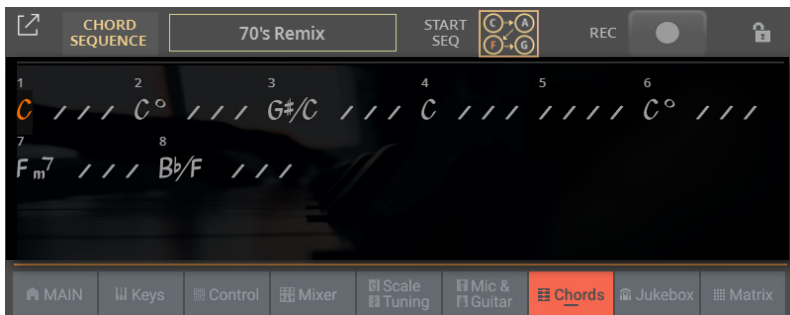 CHORD SEQUENCE 70's Remix START SEQ C A F G REC
1 2 3 4 5 6
C / / / C° / / / G♯/C / / / C / / / / / / / C° / / /
7 8
Fm7 / / / B♭/F / / /
MAIN Keys Control Mixer Scale Tuning Mic & Guitar Chords Jukebox Matrix